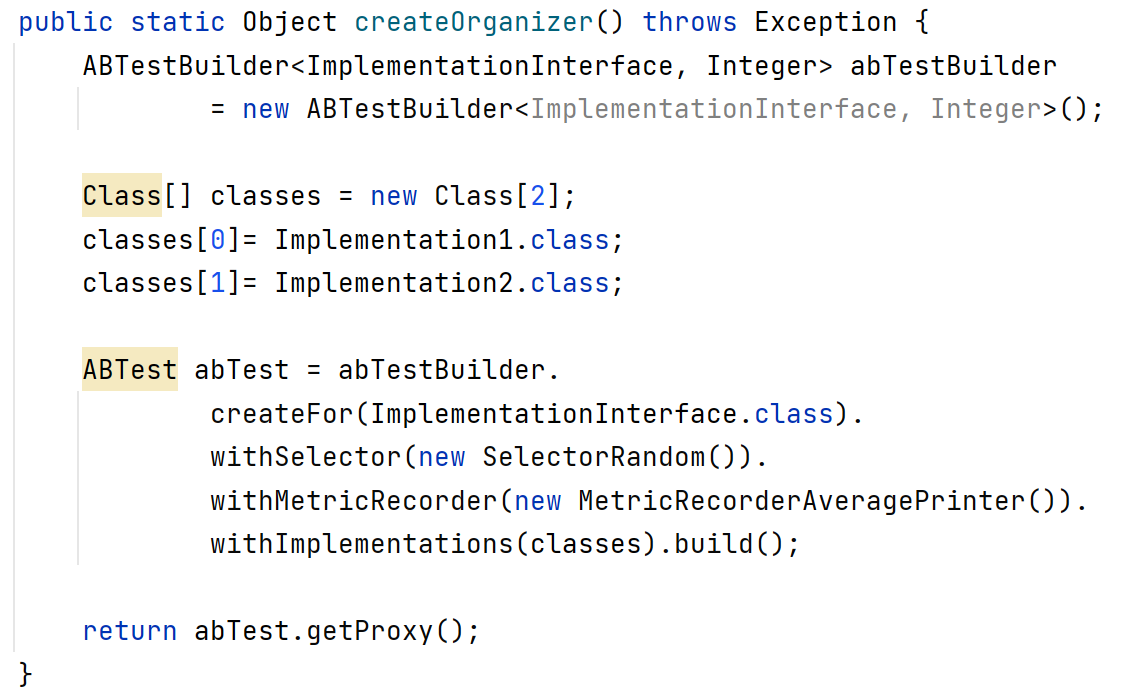 public static Object createOrganizer() throws Exception {
    ABTestBuilder<ImplementationInterface, Integer> abTestBuilder
            = new ABTestBuilder<ImplementationInterface, Integer>();

    Class[] classes = new Class[2];
    classes[0]= Implementation1.class;
    classes[1]= Implementation2.class;

    ABTest abTest = abTestBuilder.
            createFor(ImplementationInterface.class).
            withSelector(new SelectorRandom()).
            withMetricRecorder(new MetricRecorderAveragePrinter()).
            withImplementations(classes).build();

    return abTest.getProxy();
}